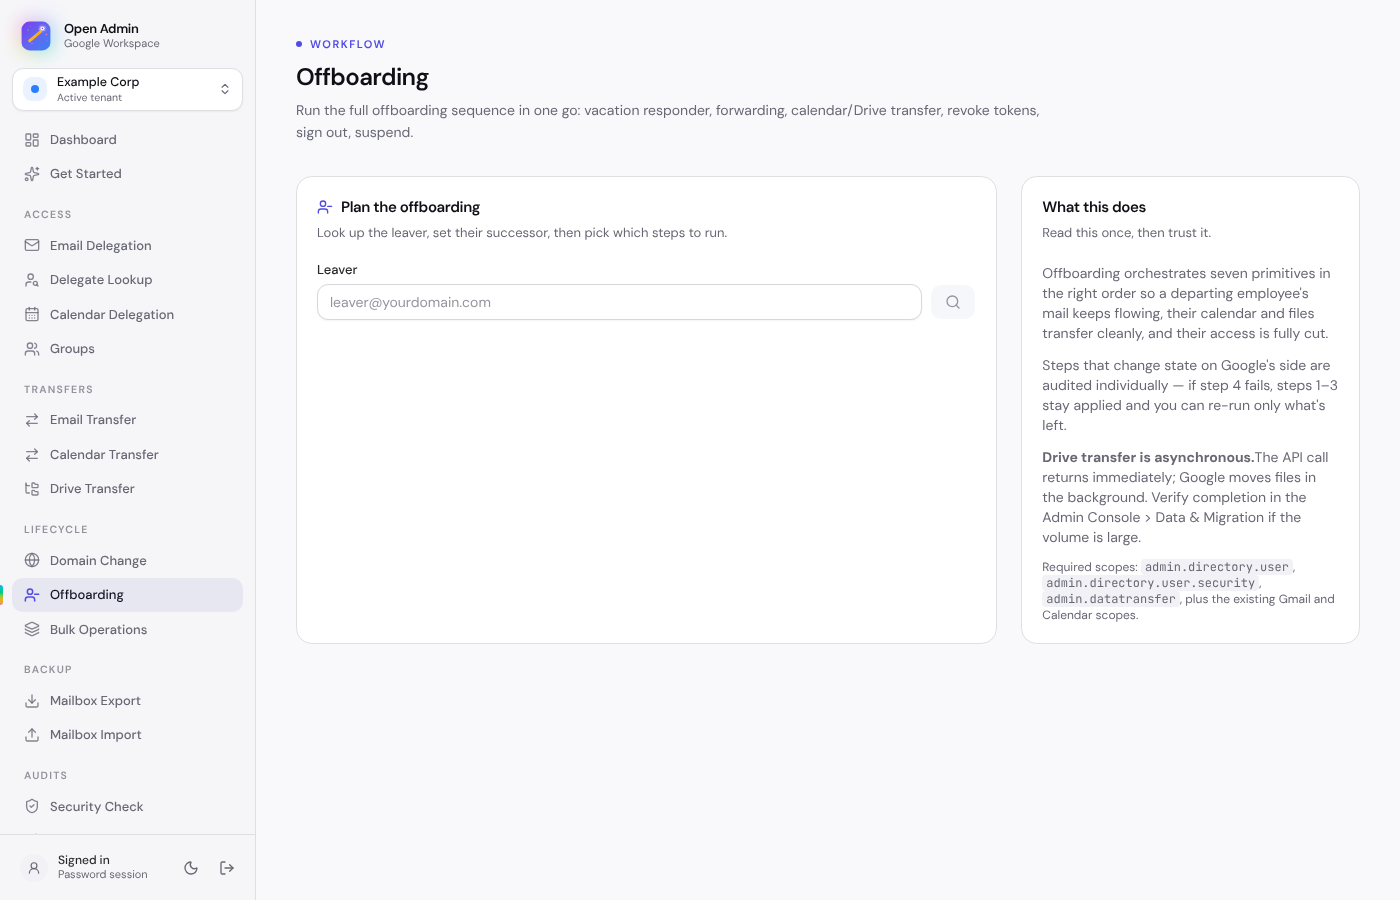 Open Admin
Google Workspace
Example Corp
Active tenant
Dashboard
Get Started
ACCESS
Email Delegation
Delegate Lookup
Calendar Delegation
Groups
TRANSFERS
Email Transfer
Calendar Transfer
Drive Transfer
LIFECYCLE
Domain Change
Offboarding
Bulk Operations
BACKUP
Mailbox Export
Mailbox Import
AUDITS
Security Check
Signed in
Password session
WORKFLOW
Offboarding
Run the full offboarding sequence in one go: vacation responder, forwarding, calendar/Drive transfer, revoke tokens,
sign out, suspend.
Plan the offboarding
Look up the leaver, set their successor, then pick which steps to run.
Leaver
leaver@yourdomain.com
What this does
Read this once, then trust it.
Offboarding orchestrates seven primitives in
the right order so a departing employee's
mail keeps flowing, their calendar and files
transfer cleanly, and their access is fully cut.
Steps that change state on Google's side are
audited individually — if step 4 fails, steps 1–3
stay applied and you can re-run only what's
left.
Drive transfer is asynchronous.The API call
returns immediately; Google moves files in
the background. Verify completion in the
Admin Console > Data & Migration if the
volume is large.
Required scopes: admin.directory.user,
admin.directory.user.security,
admin.datatransfer, plus the existing Gmail and
Calendar scopes.